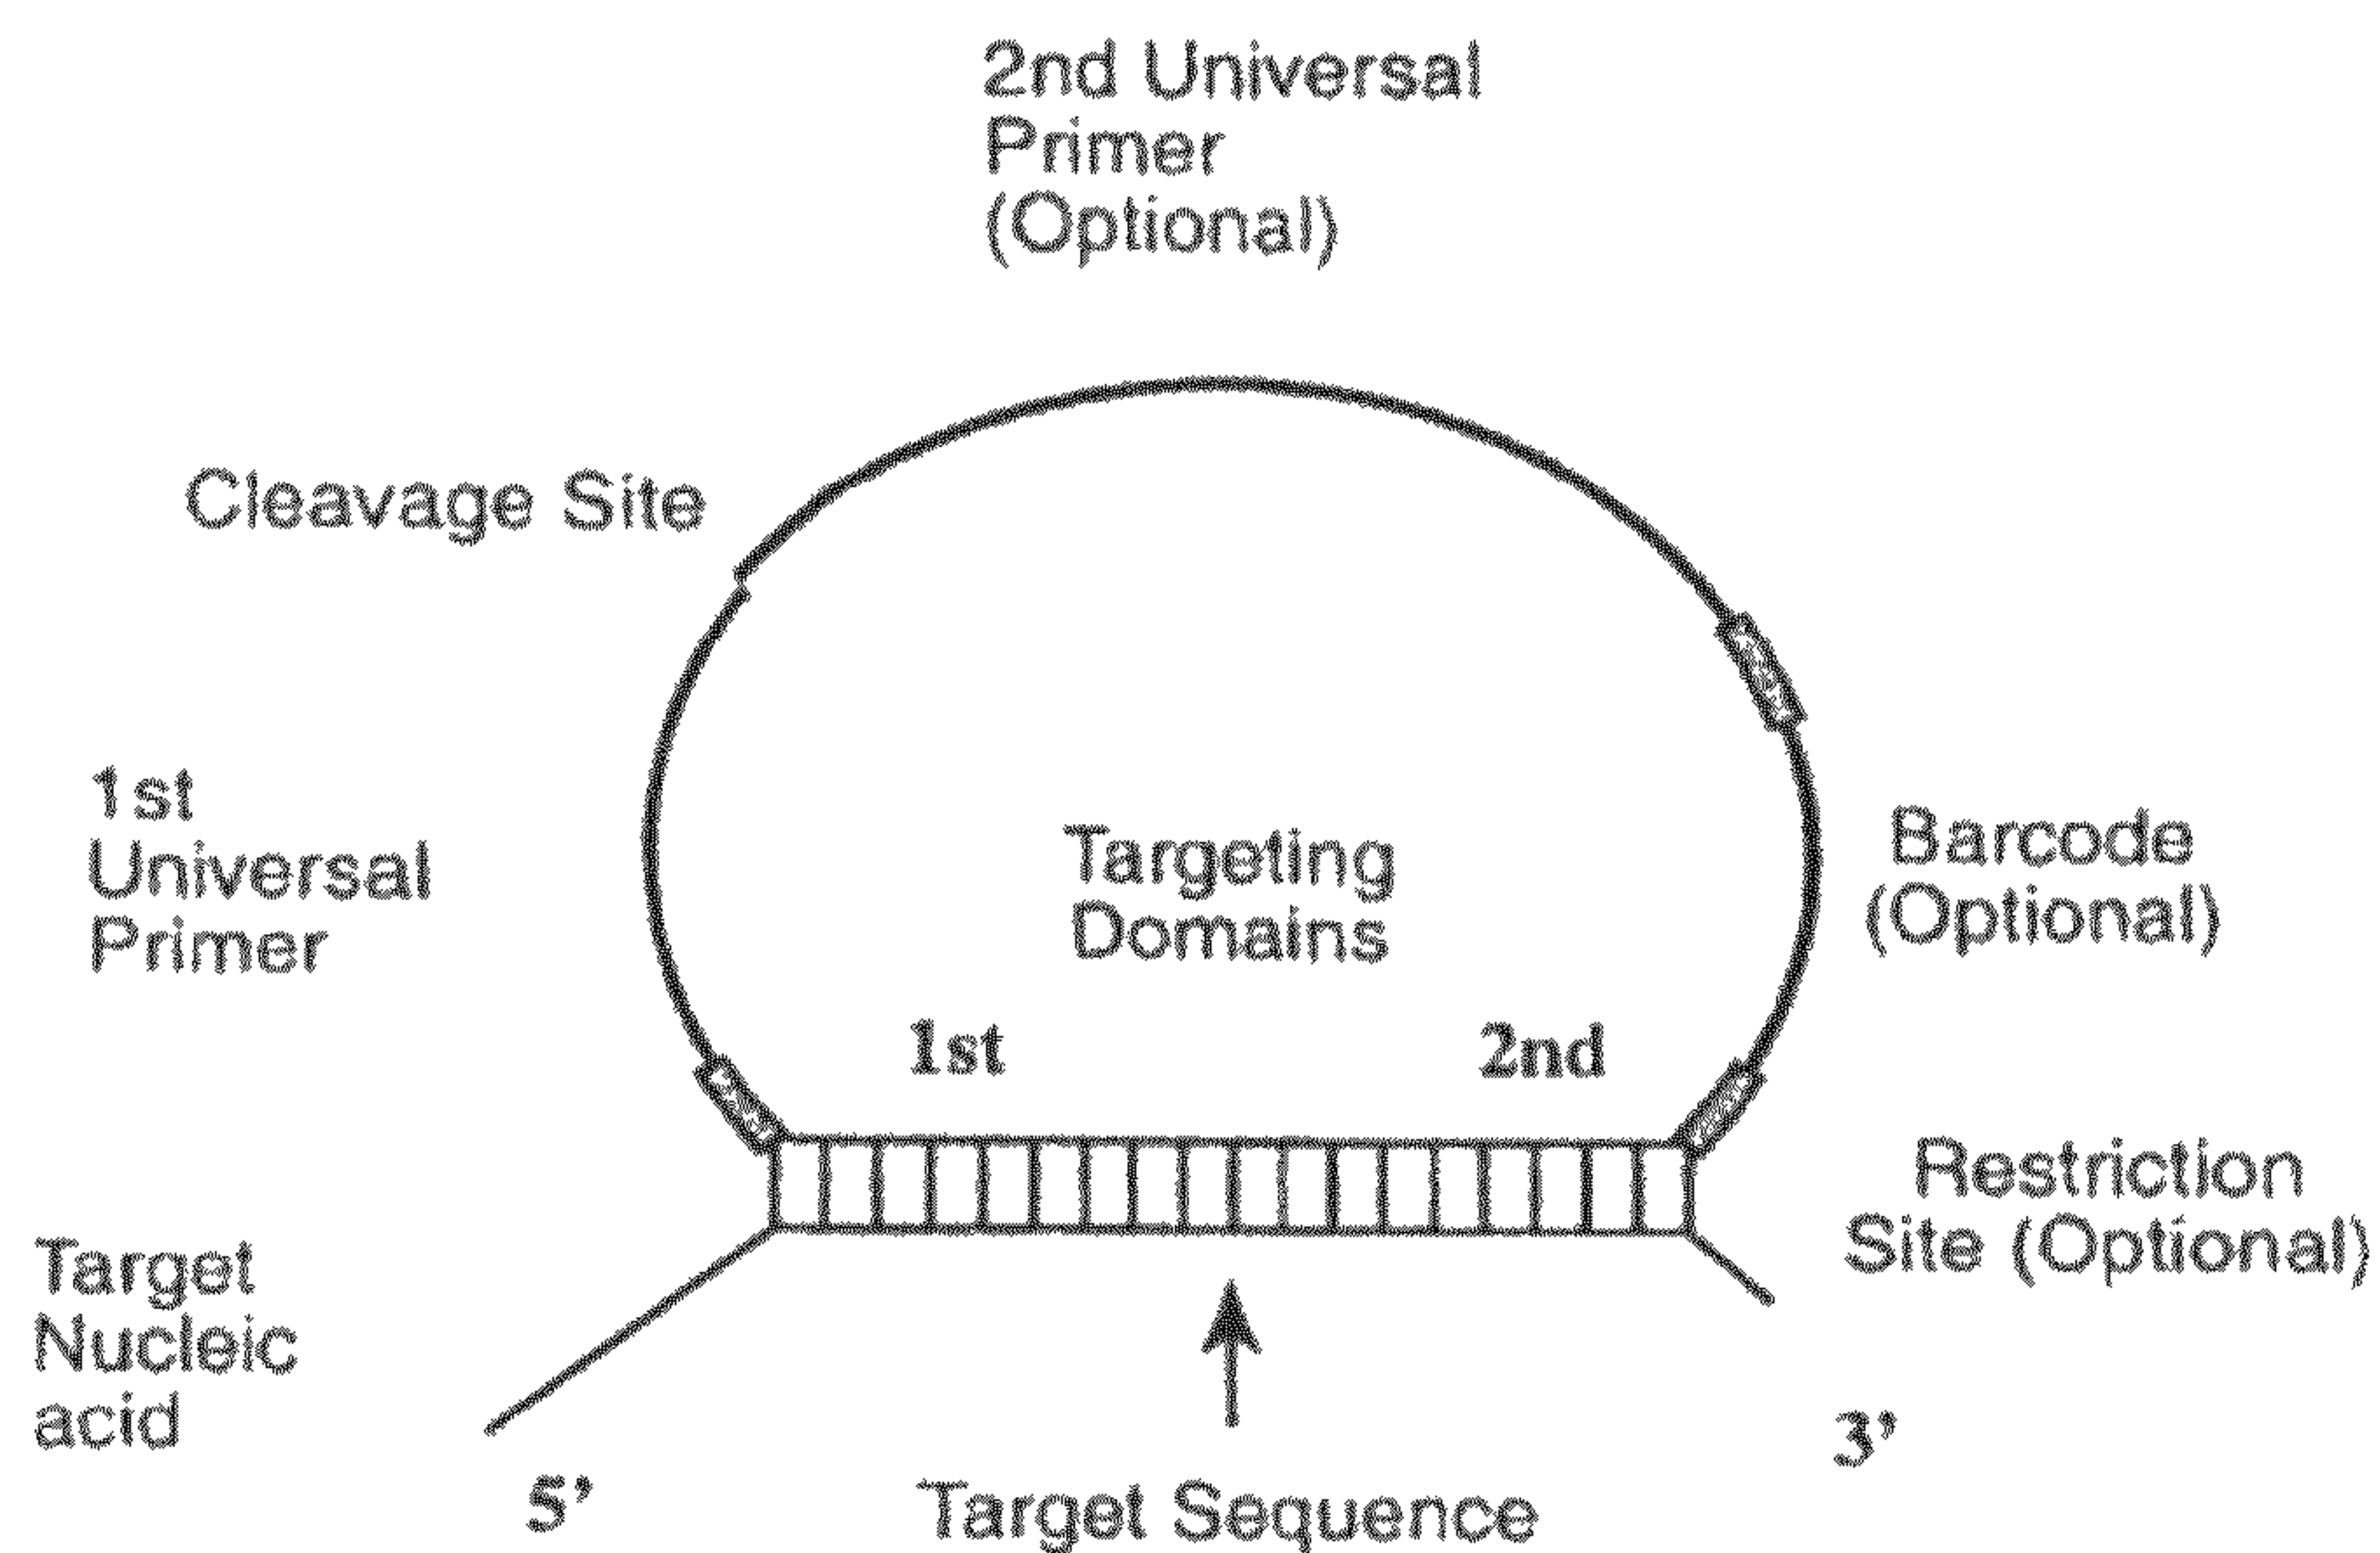 2nd Universal
Primer
(Optional)
Cleavage Site
1st
Universal
Primer
Targeting
Domains
Barcode
(Optional)
1st
2nd
Restriction
Site (Optional)
Target
Nucleic
acid
5’
Target Sequence
3’